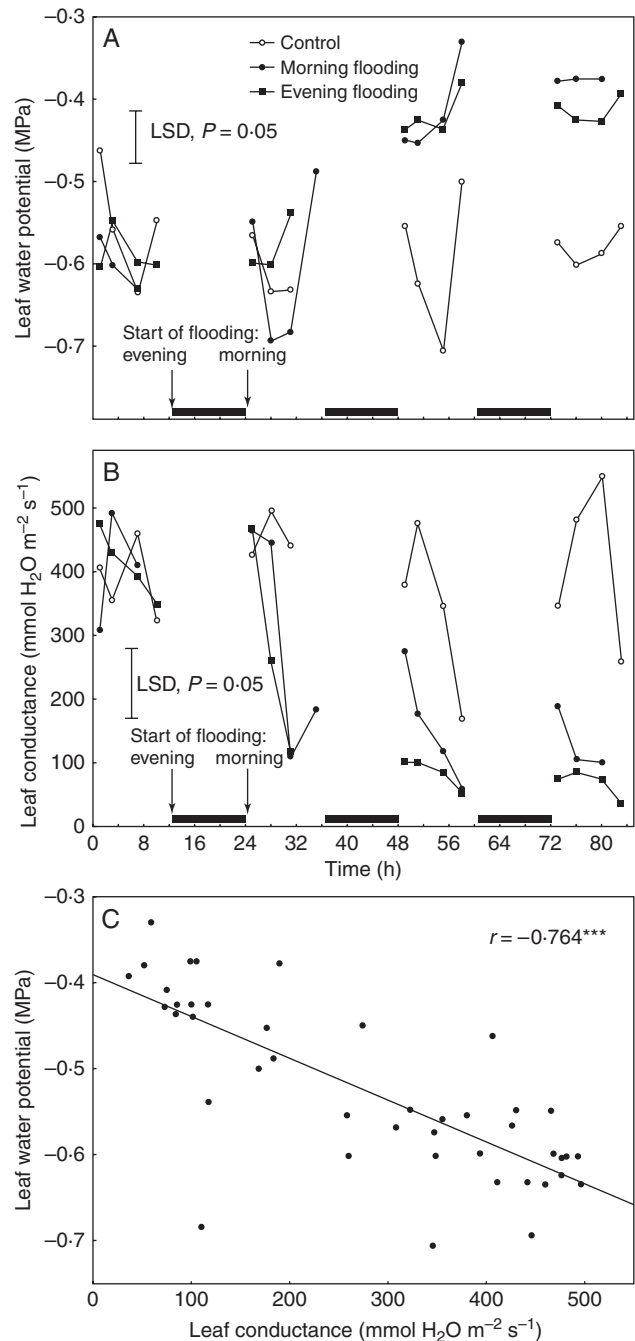 −0·3
A
Control
Morning flooding
Evening flooding
−0·4
LSD, P = 0·05
−0·5
−0·6
−0·7
Leaf water potential (MPa)
Start of flooding:
evening
morning
B
500
400
300
200
100
0
Leaf conductance (mmol H₂O m⁻² s⁻¹)
LSD, P = 0·05
Start of flooding:
evening
morning
0 8 16 24 32 40 48 56 64 72 80
Time (h)
−0·3
C
r = −0·764***
−0·4
−0·5
−0·6
−0·7
Leaf water potential (MPa)
0 100 200 300 400 500
Leaf conductance (mmol H₂O m⁻² s⁻¹)